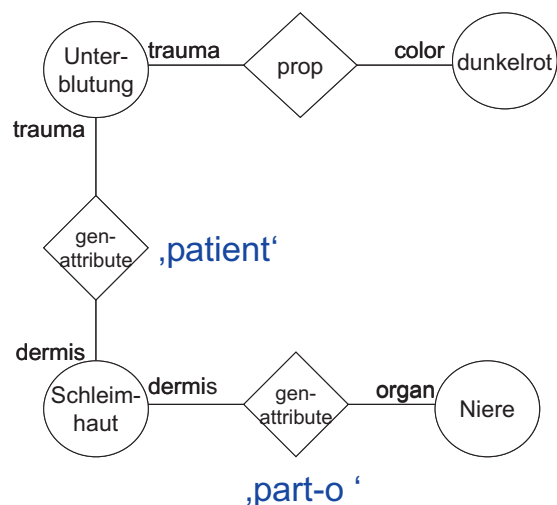 Unter-
blutung
trauma
prop
color
dunkelrot
trauma
gen-
attribute
‚patient‘
dermis
Schleim-
haut
dermis
gen-
attribute
organ
Niere
‚part-o ‘